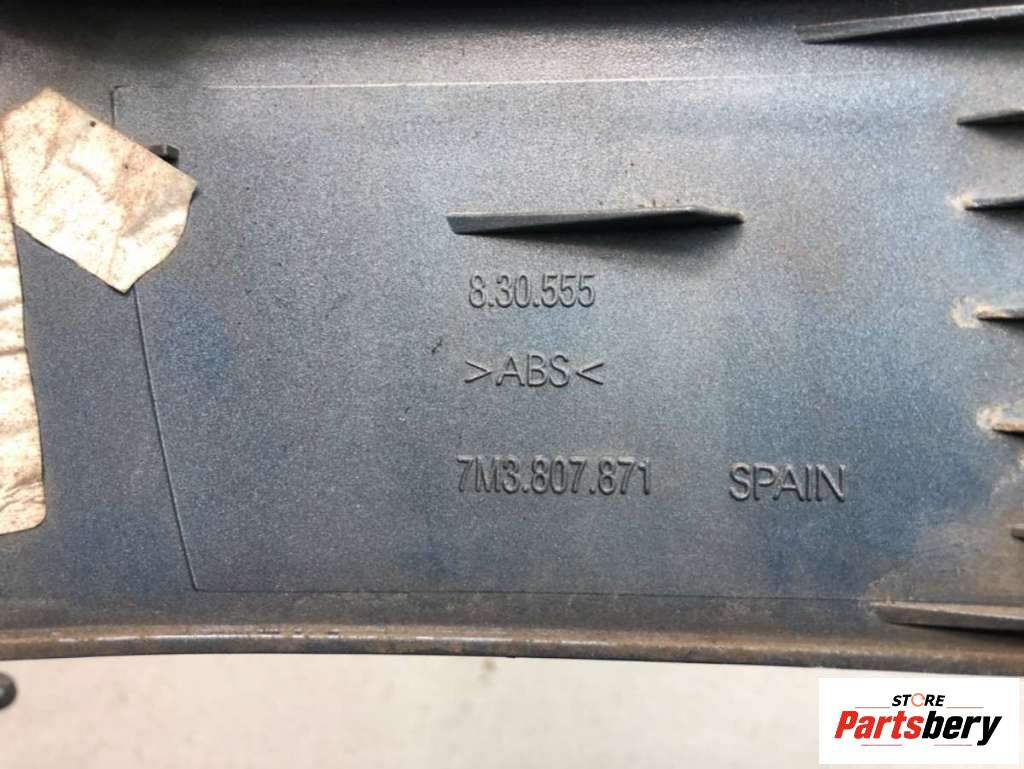 8.30.555
>ABS<
7M3.807.871 SPAIN
STORE
Partsbery